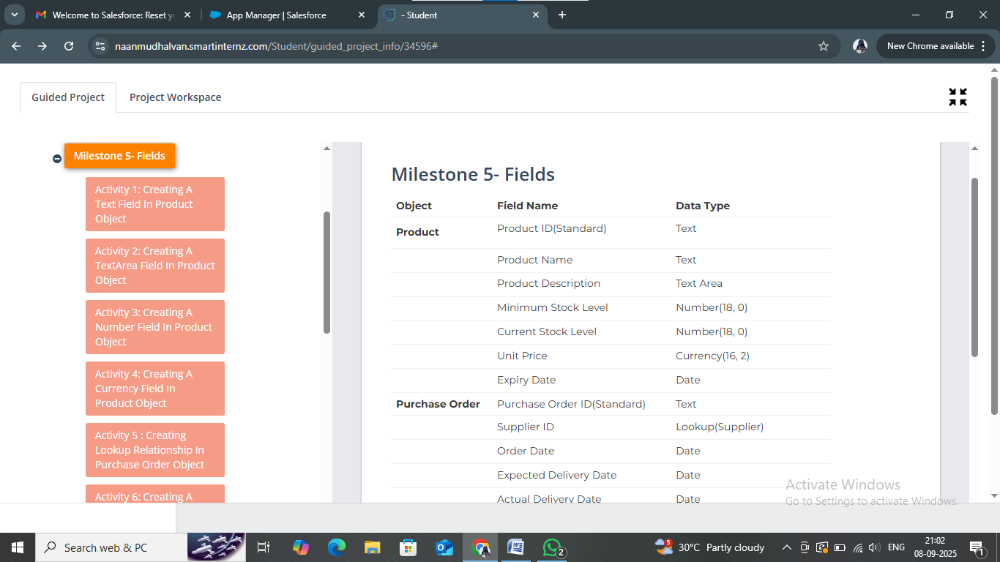 Welcome to Salesforce: Reset y
App Manager | Salesforce
- Student
naanmudhalvan.smartinternz.com/Student/guided_project_info/34596#
New Chrome available
Guided Project
Project Workspace
Milestone 5- Fields
Activity 1: Creating A
Text Field In Product
Object
Activity 2: Creating A
TextArea Field In Product
Object
Activity 3: Creating A
Number Field In Product
Object
Activity 4: Creating A
Currency Field In
Product Object
Activity 5 : Creating
Lookup Relationship In
Purchase Order Object
Activity 6: Creating A
Milestone 5- Fields
Object Field Name Data Type
Product Product ID(Standard) Text
Product Name Text
Product Description Text Area
Minimum Stock Level Number(18, 0)
Current Stock Level Number(18, 0)
Unit Price Currency(16, 2)
Expiry Date Date
Purchase Order Purchase Order ID(Standard) Text
Supplier ID Lookup(Supplier)
Order Date Date
Expected Delivery Date Date
Actual Delivery Date Date
Activate Windows
Go to Settings to activate Windows.
Search web & PC
2
5
30°C Partly cloudy
ENG
21:02
08-09-2025
1